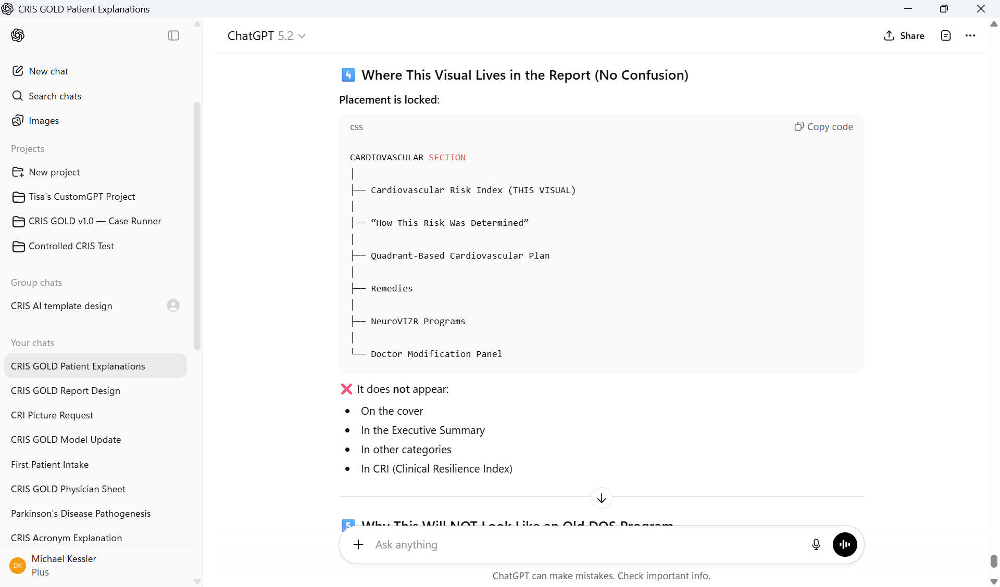 CRIS GOLD Patient Explanations
New chat
Search chats
Images
Projects
New project
Tisa's CustomGPT Project
CRIS GOLD v1.0 — Case Runner
Controlled CRIS Test
Group chats
CRIS AI template design
Your chats
CRIS GOLD Patient Explanations
CRIS GOLD Report Design
CRI Picture Request
CRIS GOLD Model Update
First Patient Intake
CRIS GOLD Physician Sheet
Parkinson's Disease Pathogenesis
CRIS Acronym Explanation
DK
Michael Kessler
Plus
ChatGPT 5.2
Share
4 Where This Visual Lives in the Report (No Confusion)
Placement is locked:
css
Copy code
CARDIOVASCULAR SECTION
│
├── Cardiovascular Risk Index (THIS VISUAL)
│
├── “How This Risk Was Determined”
│
├── Quadrant-Based Cardiovascular Plan
│
├── Remedies
│
├── NeuroVIZR Programs
│
└── Doctor Modification Panel
❌ It does not appear:
• On the cover
• In the Executive Summary
• In other categories
• In CRI (Clinical Resilience Index)
5 Why This Will NOT Look Like an Old DOS Program
Ask anything
ChatGPT can make mistakes. Check important info.